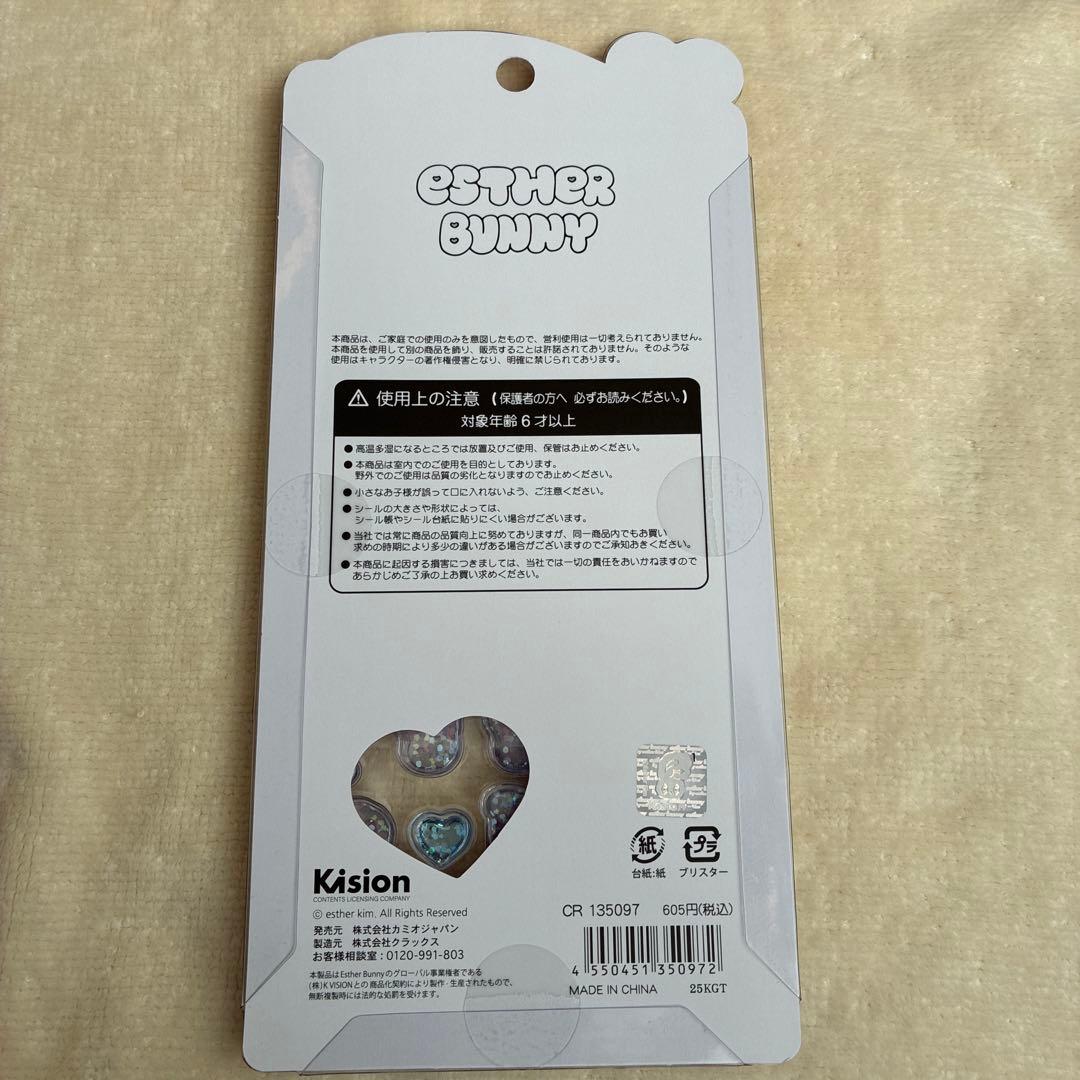 esTHer
BUNNY
本商品は、ご家庭での使用のみを意図したもので、営利使用は一切考えられておりません。
本商品を使用して別の商品を飾り、販売することは許諾されておりません。そのような
使用はキャラクターの著作権侵害となり、明確に禁じられております。
⚠ 使用上の注意 (保護者の方へ 必ずお読みください。)
対象年齢6才以上
●高温多湿になるところでは放置及びご使用、保管はお止めください。
●本商品は室内でのご使用を目的としております。
野外でのご使用は品質の劣化となりますのでお止めください。
●小さなお子様が誤って口に入れないよう、ご注意ください。
●シールの大きさや形状によっては、
シール帳やシール台紙に貼りにくい場合がございます。
●当社では常に商品の品質向上に努めておりますが、同一商品内でもお買い
求めの時期により多少の違いがある場合がございますのでご承知おきください。
●本商品に起因する損害につきましては、当社では一切の責任をおいかねますので
あらかじめご了承の上お買い求めください。
紙
プラ
台紙:紙 ブリスター
Kision
CONTENTS LICENSING COMPANY
© esther kim. All Rights Reserved
発売元 株式会社カミオジャパン
製造元 株式会社クラックス
お客様相談室:0120-991-803
本製品はEsther Bunnyのグローバル事業権者である
(株)K VISIONとの商品化契約により製作・生産されたもので、
無断複製時には法的な処罰を受けます。
CR 135097 605円(税込)
4 550451 350972
MADE IN CHINA 25KGT